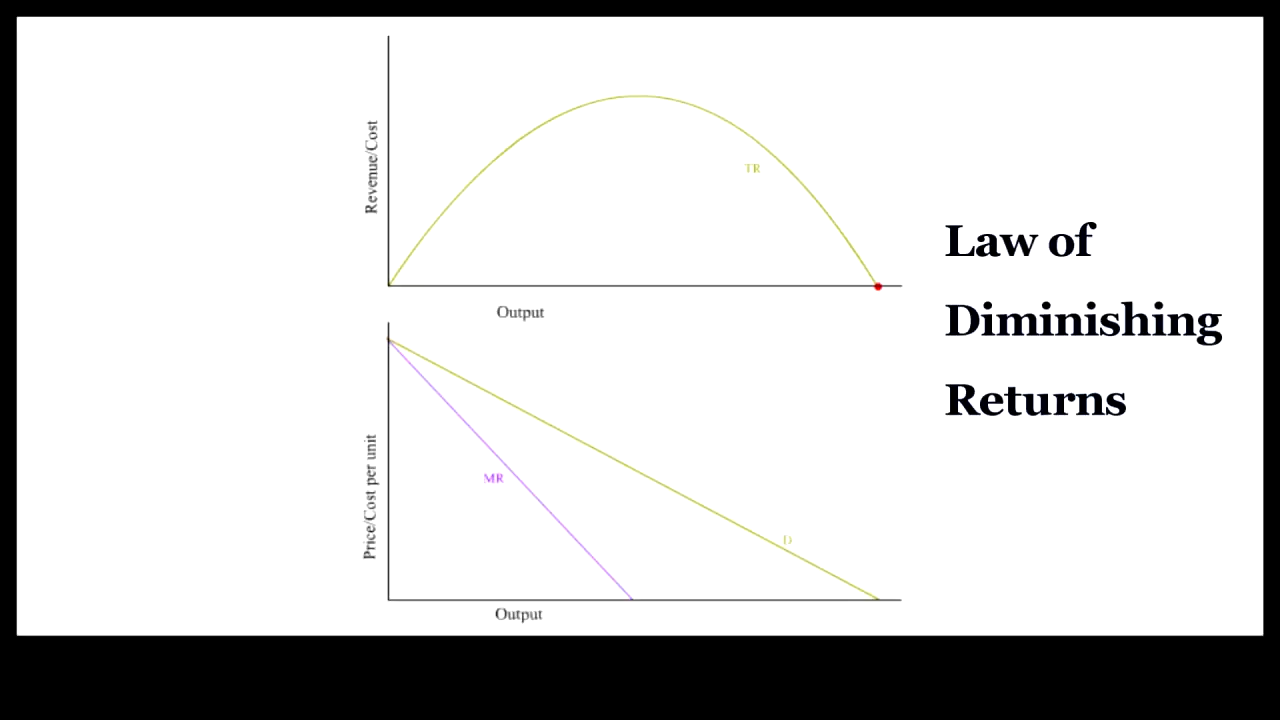 Revenue/Cost
TR
Output
Law of
Diminishing
Returns
Price/Cost per unit
MR
D
Output